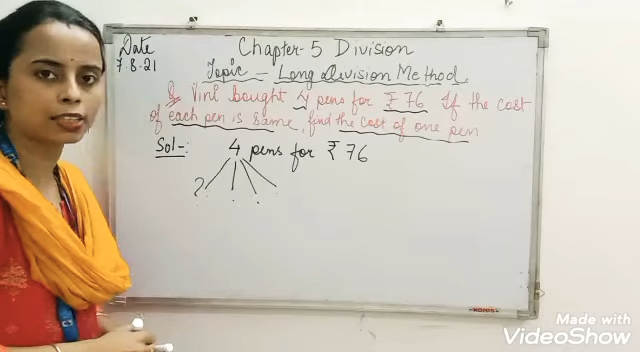 Date
7.8.21
Chapter-5 Division
Topic - Long Division Method
Q Vini bought 4 pens for ₹ 76 If the cost
of each pen is same, find the cost of one pen
Sol-:
4 pens for ₹ 76
?
KOROS
Made with
VideoShow